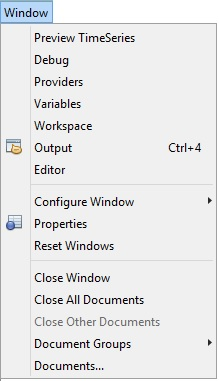 Window
Preview TimeSeries
Debug
Providers
Variables
Workspace
Output Ctrl+4
Editor
Configure Window
Properties
Reset Windows
Close Window
Close All Documents
Close Other Documents
Document Groups
Documents...